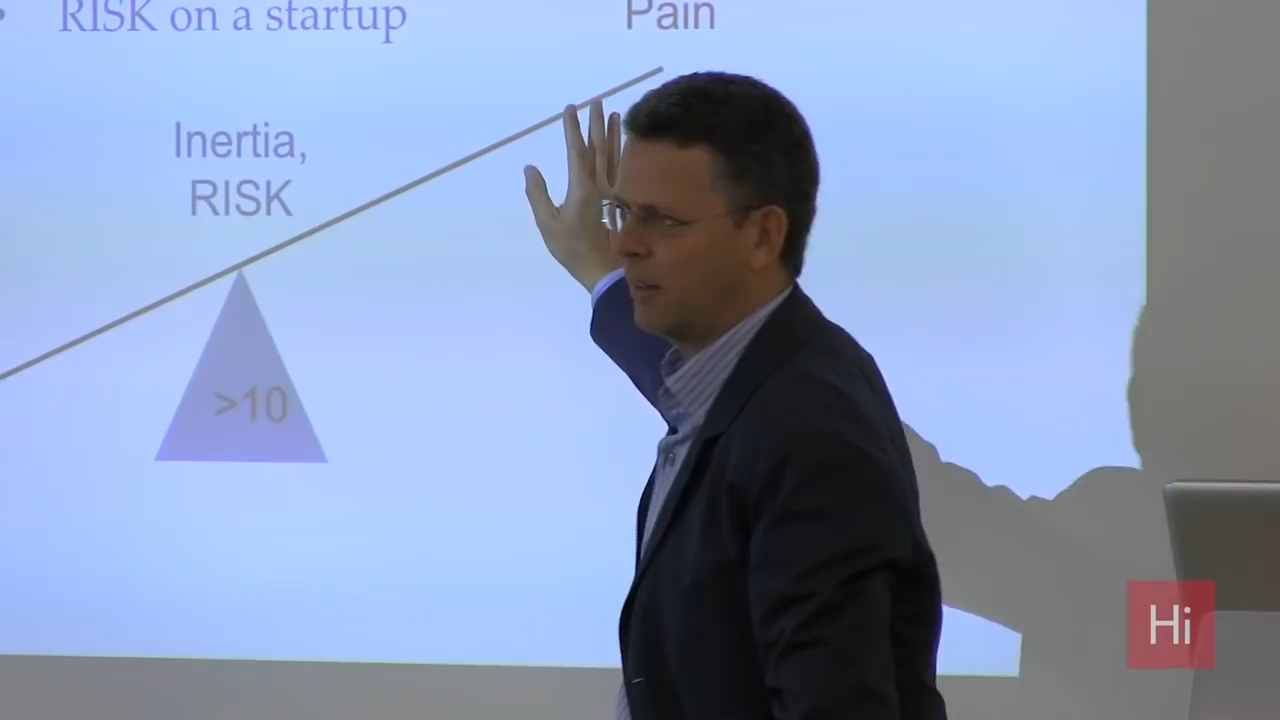 • RISK on a startup
Pain
Inertia,
RISK
>10
Hi